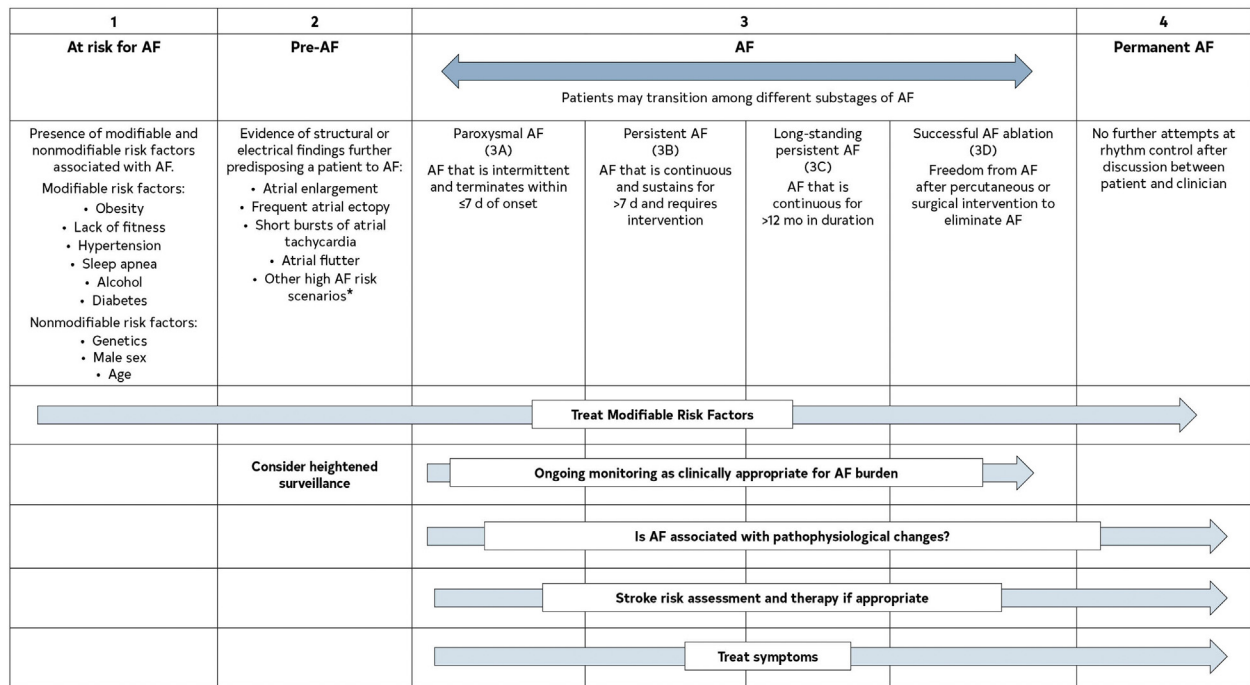 1
2
3
4
At risk for AF
Pre-AF
AF
Permanent AF
Patients may transition among different substages of AF
Presence of modifiable and
nonmodifiable risk factors
associated with AF.
Modifiable risk factors:
• Obesity
• Lack of fitness
• Hypertension
• Sleep apnea
• Alcohol
• Diabetes
Nonmodifiable risk factors:
• Genetics
• Male sex
• Age
Evidence of structural or
electrical findings further
predisposing a patient to AF:
• Atrial enlargement
• Frequent atrial ectopy
• Short bursts of atrial
tachycardia
• Atrial flutter
• Other high AF risk
scenarios*
Paroxysmal AF
(3A)
AF that is intermittent
and terminates within
≤7 d of onset
Persistent AF
(3B)
AF that is continuous
and sustains for
>7 d and requires
intervention
Long-standing
persistent AF
(3C)
AF that is
continuous for
>12 mo in duration
Successful AF ablation
(3D)
Freedom from AF
after percutaneous or
surgical intervention to
eliminate AF
No further attempts at
rhythm control after
discussion between
patient and clinician
Treat Modifiable Risk Factors
Consider heightened
surveillance
Ongoing monitoring as clinically appropriate for AF burden
Is AF associated with pathophysiological changes?
Stroke risk assessment and therapy if appropriate
Treat symptoms